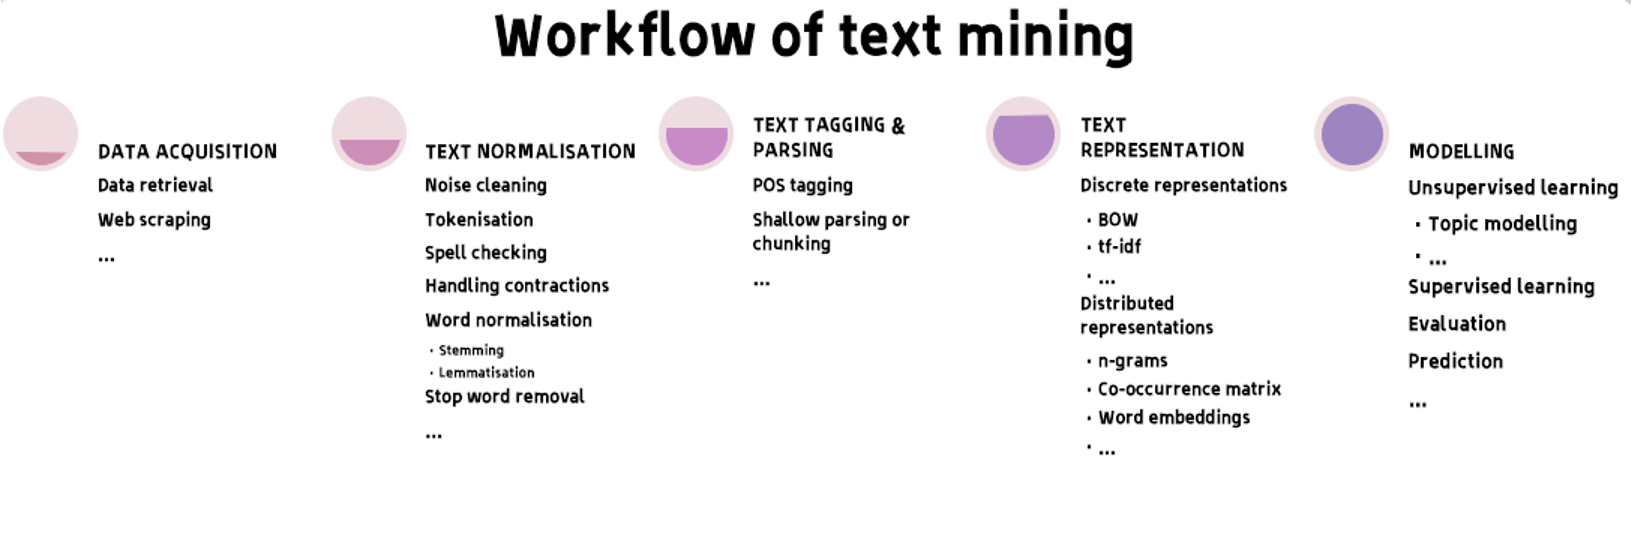 Workflow of text mining
DATA ACQUISITION
Data retrieval
Web scraping
...
TEXT NORMALISATION
Noise cleaning
Tokenisation
Spell checking
Handling contractions
Word normalisation
· Stemming
· Lemmatisation
Stop word removal
...
TEXT TAGGING &
PARSING
POS tagging
Shallow parsing or
chunking
...
TEXT
REPRESENTATION
Discrete representations
· BOW
· tf-idf
· ...
Distributed
representations
· n-grams
· Co-occurrence matrix
· Word embeddings
· ...
MODELLING
Unsupervised learning
· Topic modelling
· ...
Supervised learning
Evaluation
Prediction
...